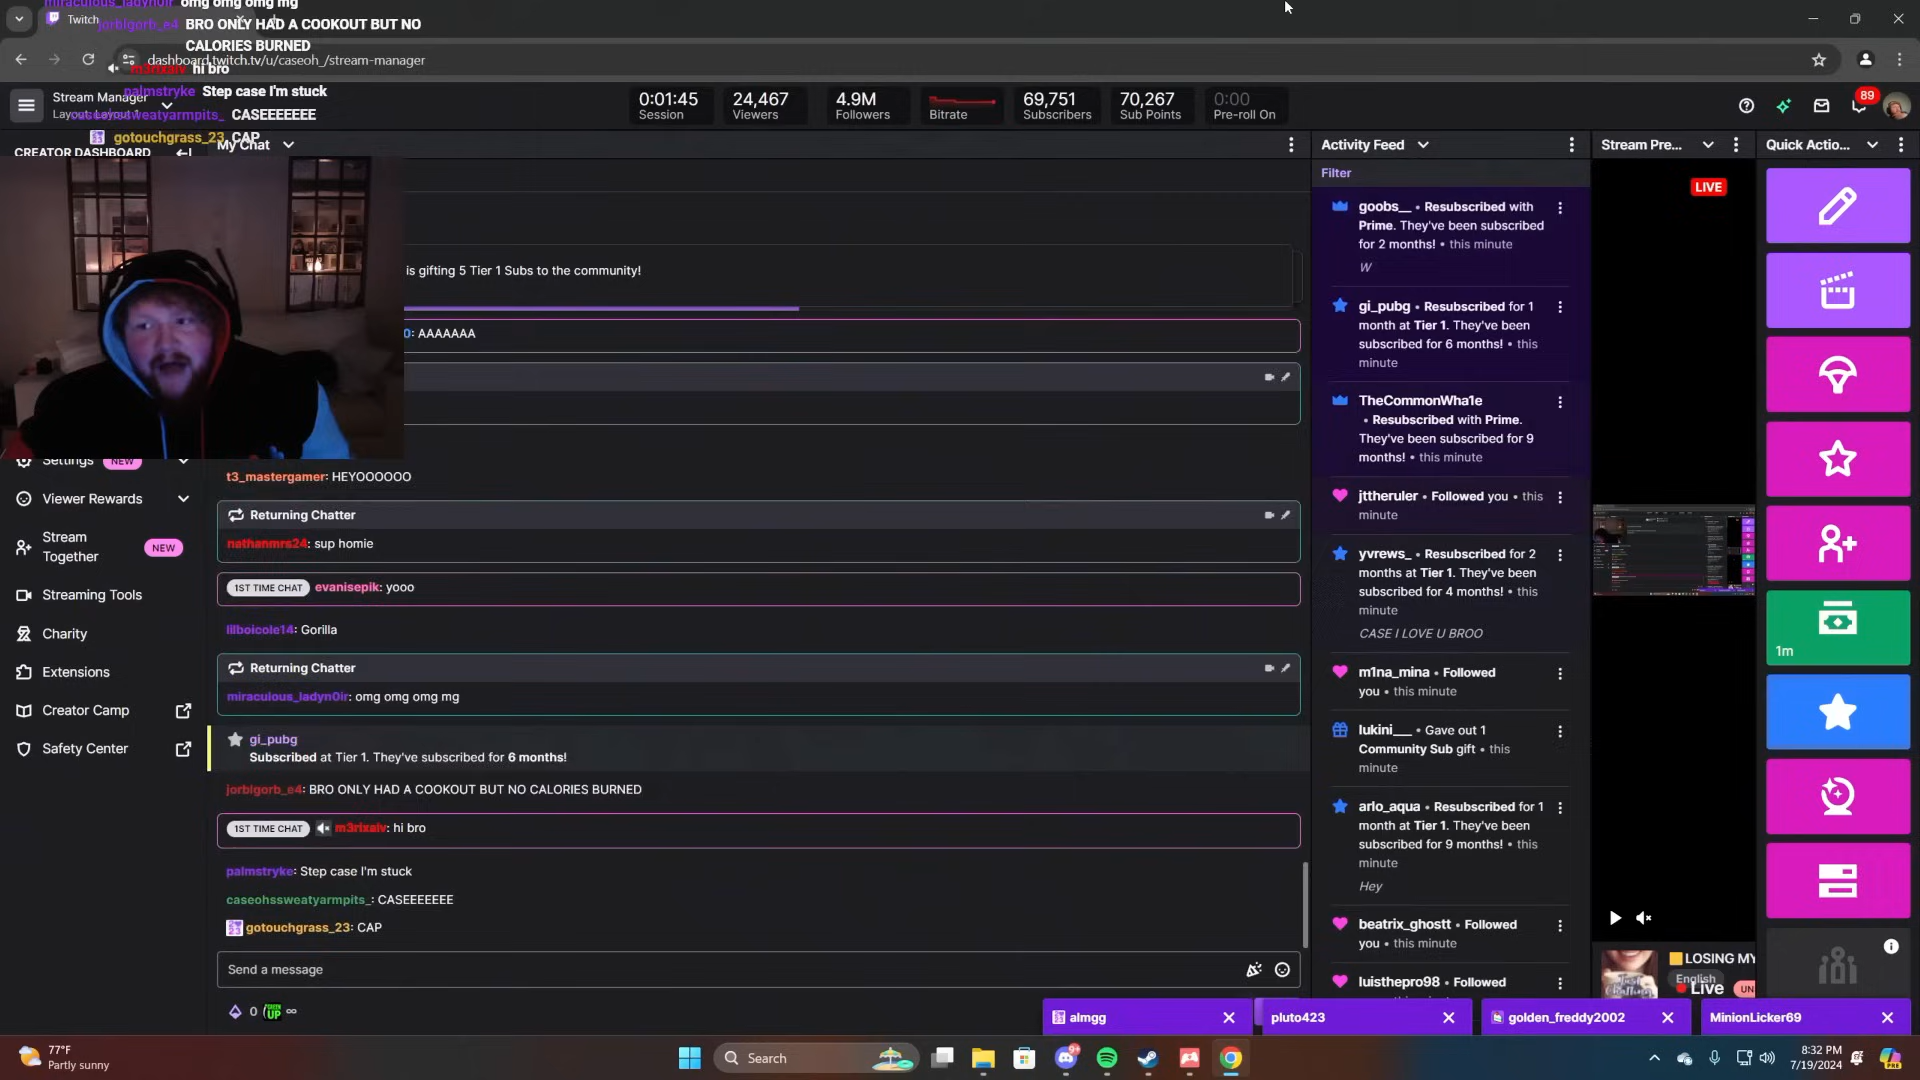 omg omg omg mg
Twitch
jorbigorb_e4 BRO ONLY HAD A COOKOUT BUT NO
CALORIES BURNED
dashboard.twitch.tv/u/caseoh_/stream-manager
m3rixaiv hi bro
palmstryke Step case I'm stuck
caseohssweatyarmpits_ CASEEEEEEE
gotouchgrass_23 CAP
Stream Manager
0:01:45
Session
24,467
Viewers
4.9M
Followers
Bitrate
69,751
Subscribers
70,267
Sub Points
0:00
Pre-roll On
89
CREATOR DASHBOARD
My Chat
Activity Feed
Stream Pre...
Quick Actio...
Filter
LIVE
is gifting 5 Tier 1 Subs to the community!
: AAAAAAA
t3_mastergamer: HEYOOOOOO
Returning Chatter
nathanmrs24: sup homie
1ST TIME CHAT evanisepik: yooo
lilboicole14: Gorilla
Returning Chatter
miraculous_ladyn0ir: omg omg omg mg
gi_pubg
Subscribed at Tier 1. They've subscribed for 6 months!
jorbigorb_e4: BRO ONLY HAD A COOKOUT BUT NO CALORIES BURNED
1ST TIME CHAT m3rixaiv: hi bro
palmstryke: Step case I'm stuck
caseohssweatyarmpits_: CASEEEEEEE
gotouchgrass_23: CAP
Send a message
0
Settings NEW
Viewer Rewards
Stream
Together NEW
Streaming Tools
Charity
Extensions
Creator Camp
Safety Center
goobs__ • Resubscribed with
Prime. They've been subscribed
for 2 months! • this minute
W
gi_pubg • Resubscribed for 1
month at Tier 1. They've been
subscribed for 6 months! • this
minute
TheCommonWha1e
• Resubscribed with Prime.
They've been subscribed for 9
months! • this minute
jttheruler • Followed you • this
minute
yvrews_ • Resubscribed for 2
months at Tier 1. They've been
subscribed for 4 months! • this
minute
CASE I LOVE U BROO
m1na_mina • Followed
you • this minute
lukini___ • Gave out 1
Community Sub gift • this
minute
arlo_aqua • Resubscribed for 1
month at Tier 1. They've been
subscribed for 9 months! • this
minute
Hey
beatrix_ghostt • Followed
you • this minute
luisthepro98 • Followed
1m
LOSING MY
English
Live
almgg
pluto423
golden_freddy2002
MinionLicker69
77°F
Partly sunny
Search
8:32 PM
7/19/2024